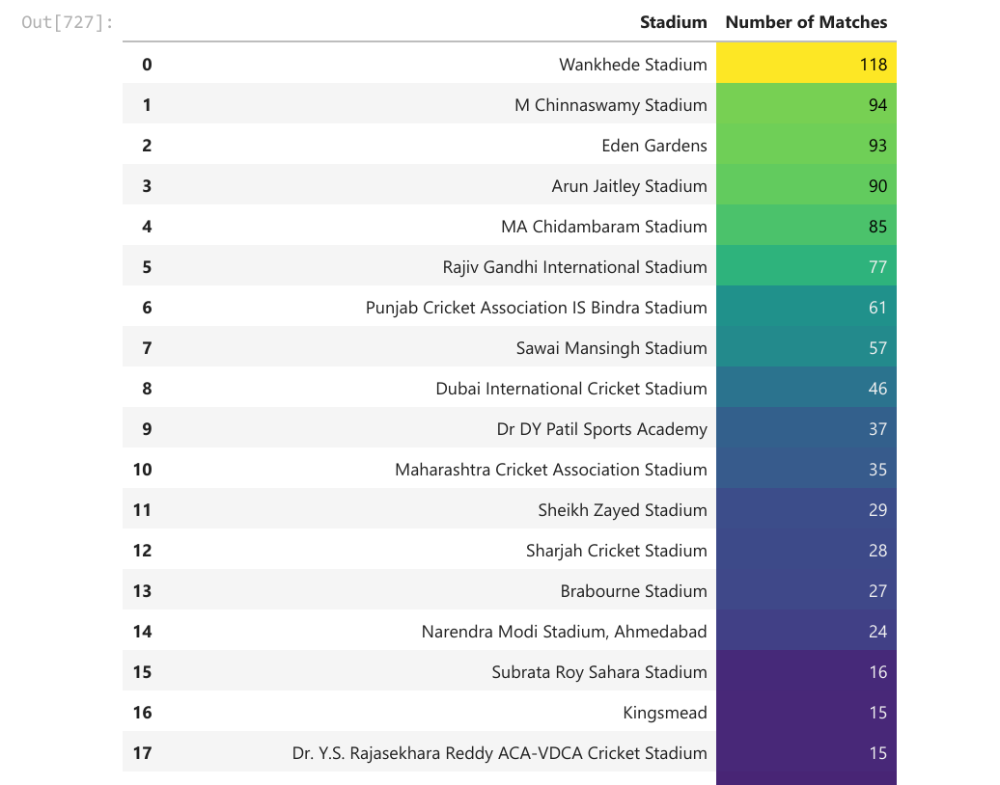 Out[727]:
Stadium Number of Matches
0 Wankhede Stadium 118
1 M Chinnaswamy Stadium 94
2 Eden Gardens 93
3 Arun Jaitley Stadium 90
4 MA Chidambaram Stadium 85
5 Rajiv Gandhi International Stadium 77
6 Punjab Cricket Association IS Bindra Stadium 61
7 Sawai Mansingh Stadium 57
8 Dubai International Cricket Stadium 46
9 Dr DY Patil Sports Academy 37
10 Maharashtra Cricket Association Stadium 35
11 Sheikh Zayed Stadium 29
12 Sharjah Cricket Stadium 28
13 Brabourne Stadium 27
14 Narendra Modi Stadium, Ahmedabad 24
15 Subrata Roy Sahara Stadium 16
16 Kingsmead 15
17 Dr. Y.S. Rajasekhara Reddy ACA-VDCA Cricket Stadium 15